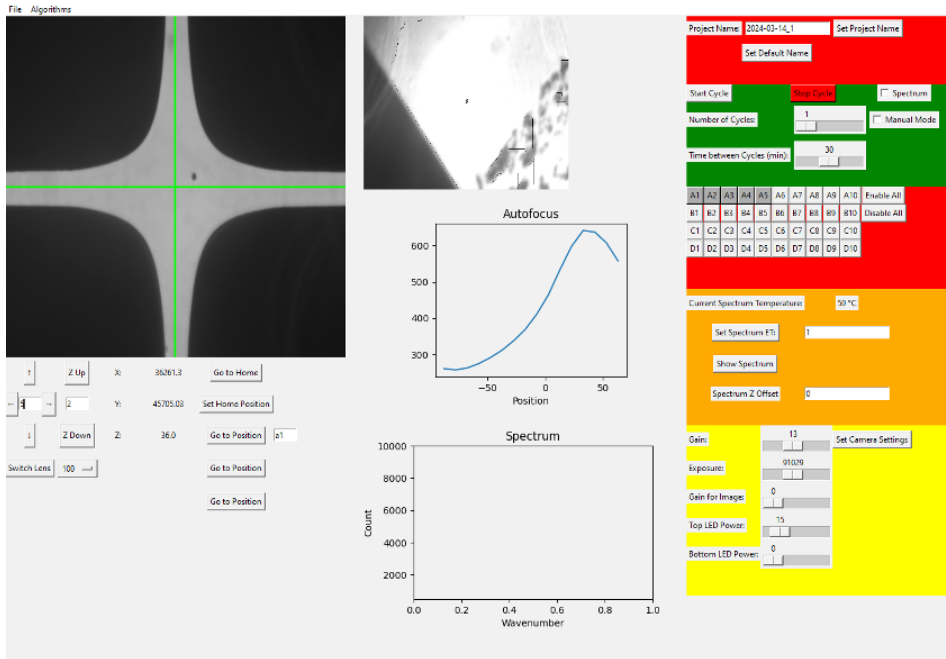 File Algorithms
Project Name: 2024-03-14_1 Set Project Name
Set Default Name
Start Cycle Stop Cycle Spectrum
Number of Cycles: 1 Manual Mode
Time between Cycles (min): 30
A1 A2 A3 A4 A5 A6 A7 A8 A9 A10 Enable All
B1 B2 B3 B4 B5 B6 B7 B8 B9 B10 Disable All
C1 C2 C3 C4 C5 C6 C7 C8 C9 C10
D1 D2 D3 D4 D5 D6 D7 D8 D9 D10
Autofocus
600
500
400
300
−50 0 50
Position
Current Spectrum Temperature: 50 °C
Set Spectrum ET: 1
Show Spectrum
Spectrum Z Offset 0
↑ Z Up X: 36261.3 Go to Home
← 5 → 2 Y: 45705.03 Set Home Position
↓ Z Down Z: 36.0 Go to Position a1
Switch Lens 100 Go to Position
Go to Position
Spectrum
10000
8000
6000
4000
2000
Count
0.0 0.2 0.4 0.6 0.8 1.0
Wavenumber
Gain: 13 Set Camera Settings
Exposure: 91029
Gain for Image: 0
Top LED Power: 15
Bottom LED Power: 0